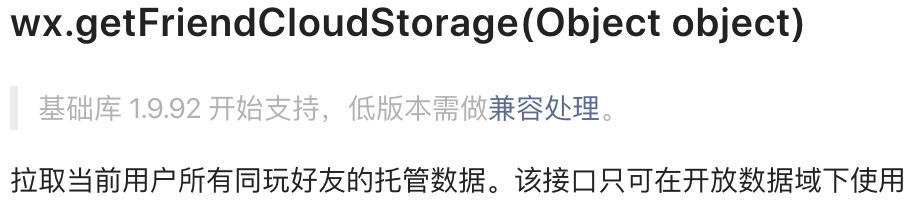 wx.getFriendCloudStorage(Object object)
基础库 1.9.92 开始支持，低版本需做兼容处理。
拉取当前用户所有同玩好友的托管数据。该接口只可在开放数据域下使用